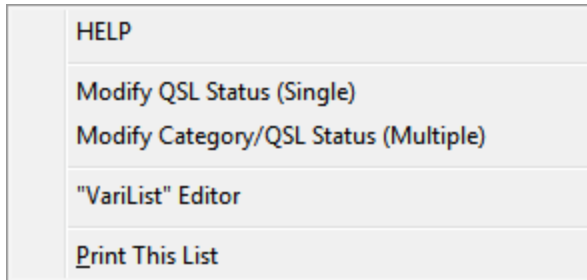 HELP
Modify QSL Status (Single)
Modify Category/QSL Status (Multiple)
"VariList" Editor
Print This List